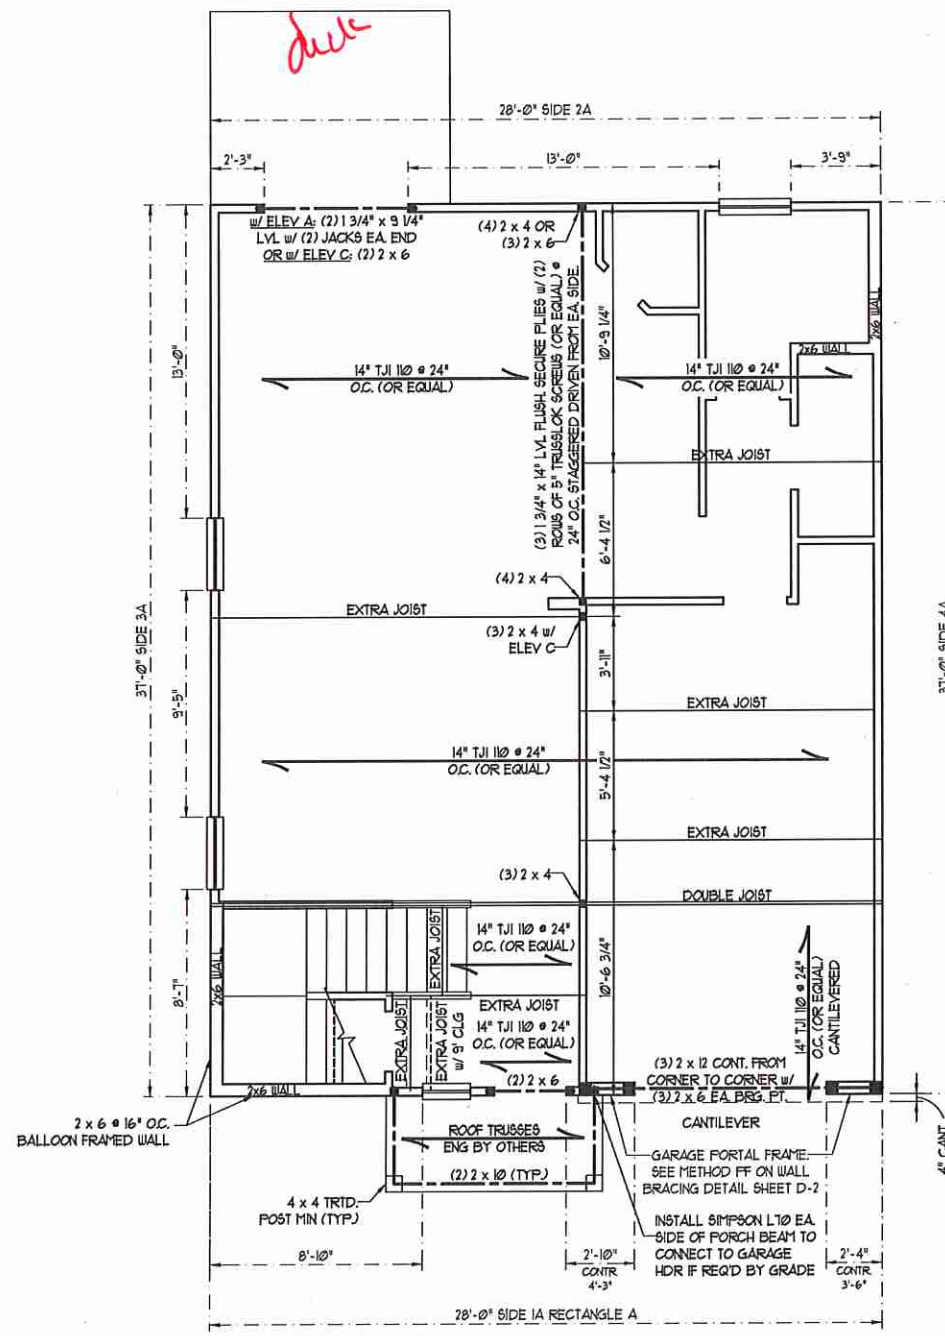 deck
28'-0" SIDE 2A
2'-3"
13'-0"
3'-9"
w/ ELEV A: (2) 1 3/4" x 9 1/4"
LVL w/ (2) JACKS EA. END
OR w/ ELEV C: (2) 2 x 6
(4) 2 x 4 OR
(3) 2 x 6
(3) 1 3/4" x 14" LVL FLUSH. SECURE PLIES w/ (2)
ROWS OF 5" TRUSSLOK SCREWS (OR EQUAL) @
24" O.C. STAGGERED DRIVEN FROM EA. SIDE.
10'-9 1/4"
2x6 WALL
2x6 WALL
13'-0"
14" TJI 110 @ 24"
O.C. (OR EQUAL)
14" TJI 110 @ 24"
O.C. (OR EQUAL)
EXTRA JOIST
6'-4 1/2"
(4) 2 x 4
EXTRA JOIST
(3) 2 x 4 w/
ELEV C
37'-0" SIDE 3A
37'-0" SIDE 4A
9'-5"
3'-11"
EXTRA JOIST
14" TJI 110 @ 24"
O.C. (OR EQUAL)
5'-4 1/2"
EXTRA JOIST
(3) 2 x 4
DOUBLE JOIST
8'-7"
2x6 WALL
EXTRA JOIST
14" TJI 110 @ 24"
O.C. (OR EQUAL)
10'-6 3/4"
14" TJI 110 @ 24"
O.C. (OR EQUAL)
CANTILEVERED
EXTRA JOIST
EXTRA JOIST
EXTRA JOIST
w/ 9' CLG
14" TJI 110 @ 24"
O.C. (OR EQUAL)
(2) 2 x 6
(3) 2 x 12 CONT. FROM
CORNER TO CORNER w/
(3) 2 x 6 EA. BRG. PT.
2x6 WALL
2 x 6 @ 16" O.C.
BALLOON FRAMED WALL
CANTILEVER
4" CANT
ROOF TRUSSES
ENG BY OTHERS
(2) 2 x 10 (TYP.)
GARAGE PORTAL FRAME.
SEE METHOD PF ON WALL
BRACING DETAIL SHEET D-2
4 x 4 TRTD.
POST MIN (TYP.)
INSTALL SIMPSON L70 EA.
SIDE OF PORCH BEAM TO
CONNECT TO GARAGE
HDR IF REQ'D BY GRADE
8'-10"
2'-10"
CONTR
4'-3"
2'-4"
CONTR
3'-6"
28'-0" SIDE 1A RECTANGLE A